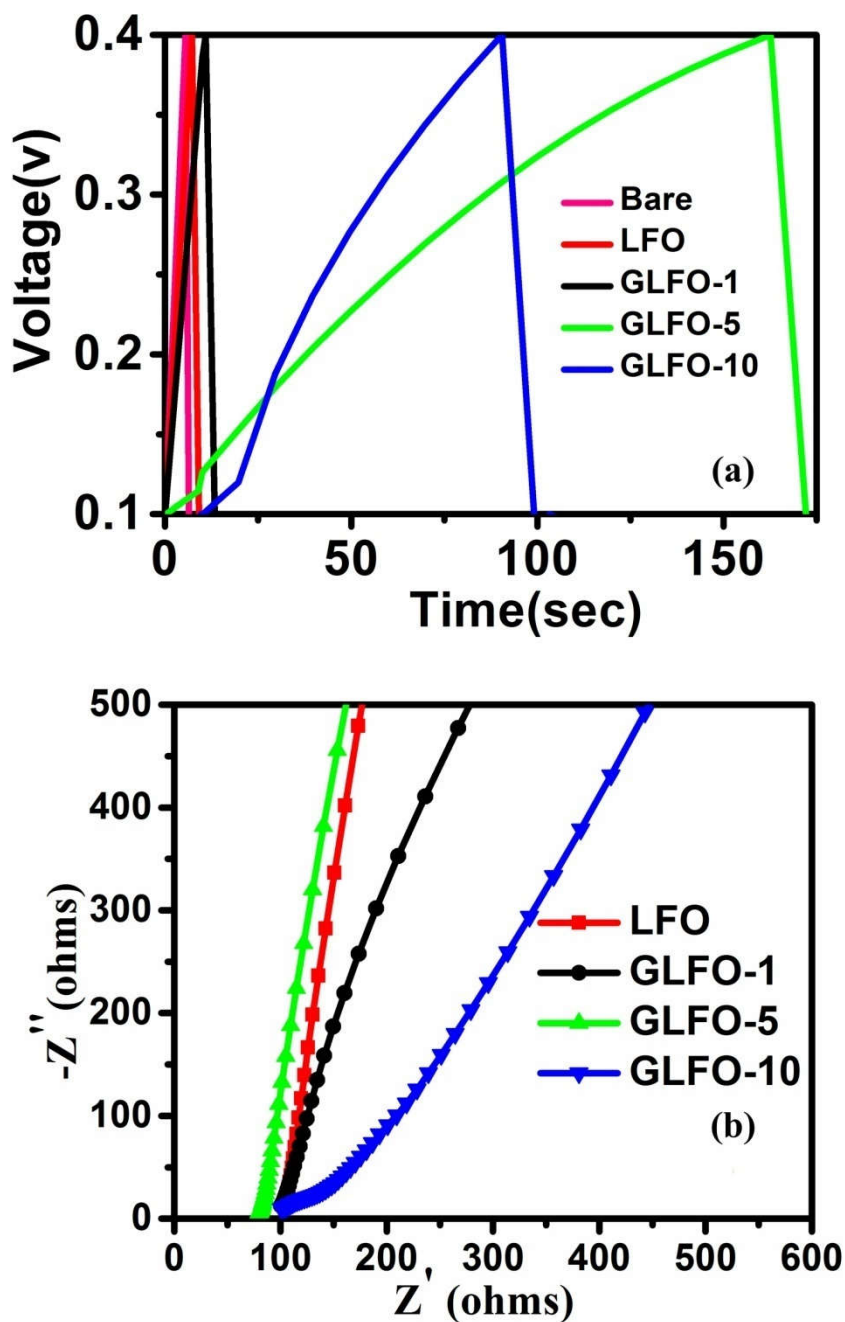 Voltage(v)
0.4
0.3
0.2
0.1
Bare
LFO
GLFO-1
GLFO-5
GLFO-10
(a)
0 50 100 150
Time(sec)
-Z'' (ohms)
500
400
300
200
100
0
LFO
GLFO-1
GLFO-5
GLFO-10
(b)
0 100 200 300 400 500 600
Z' (ohms)